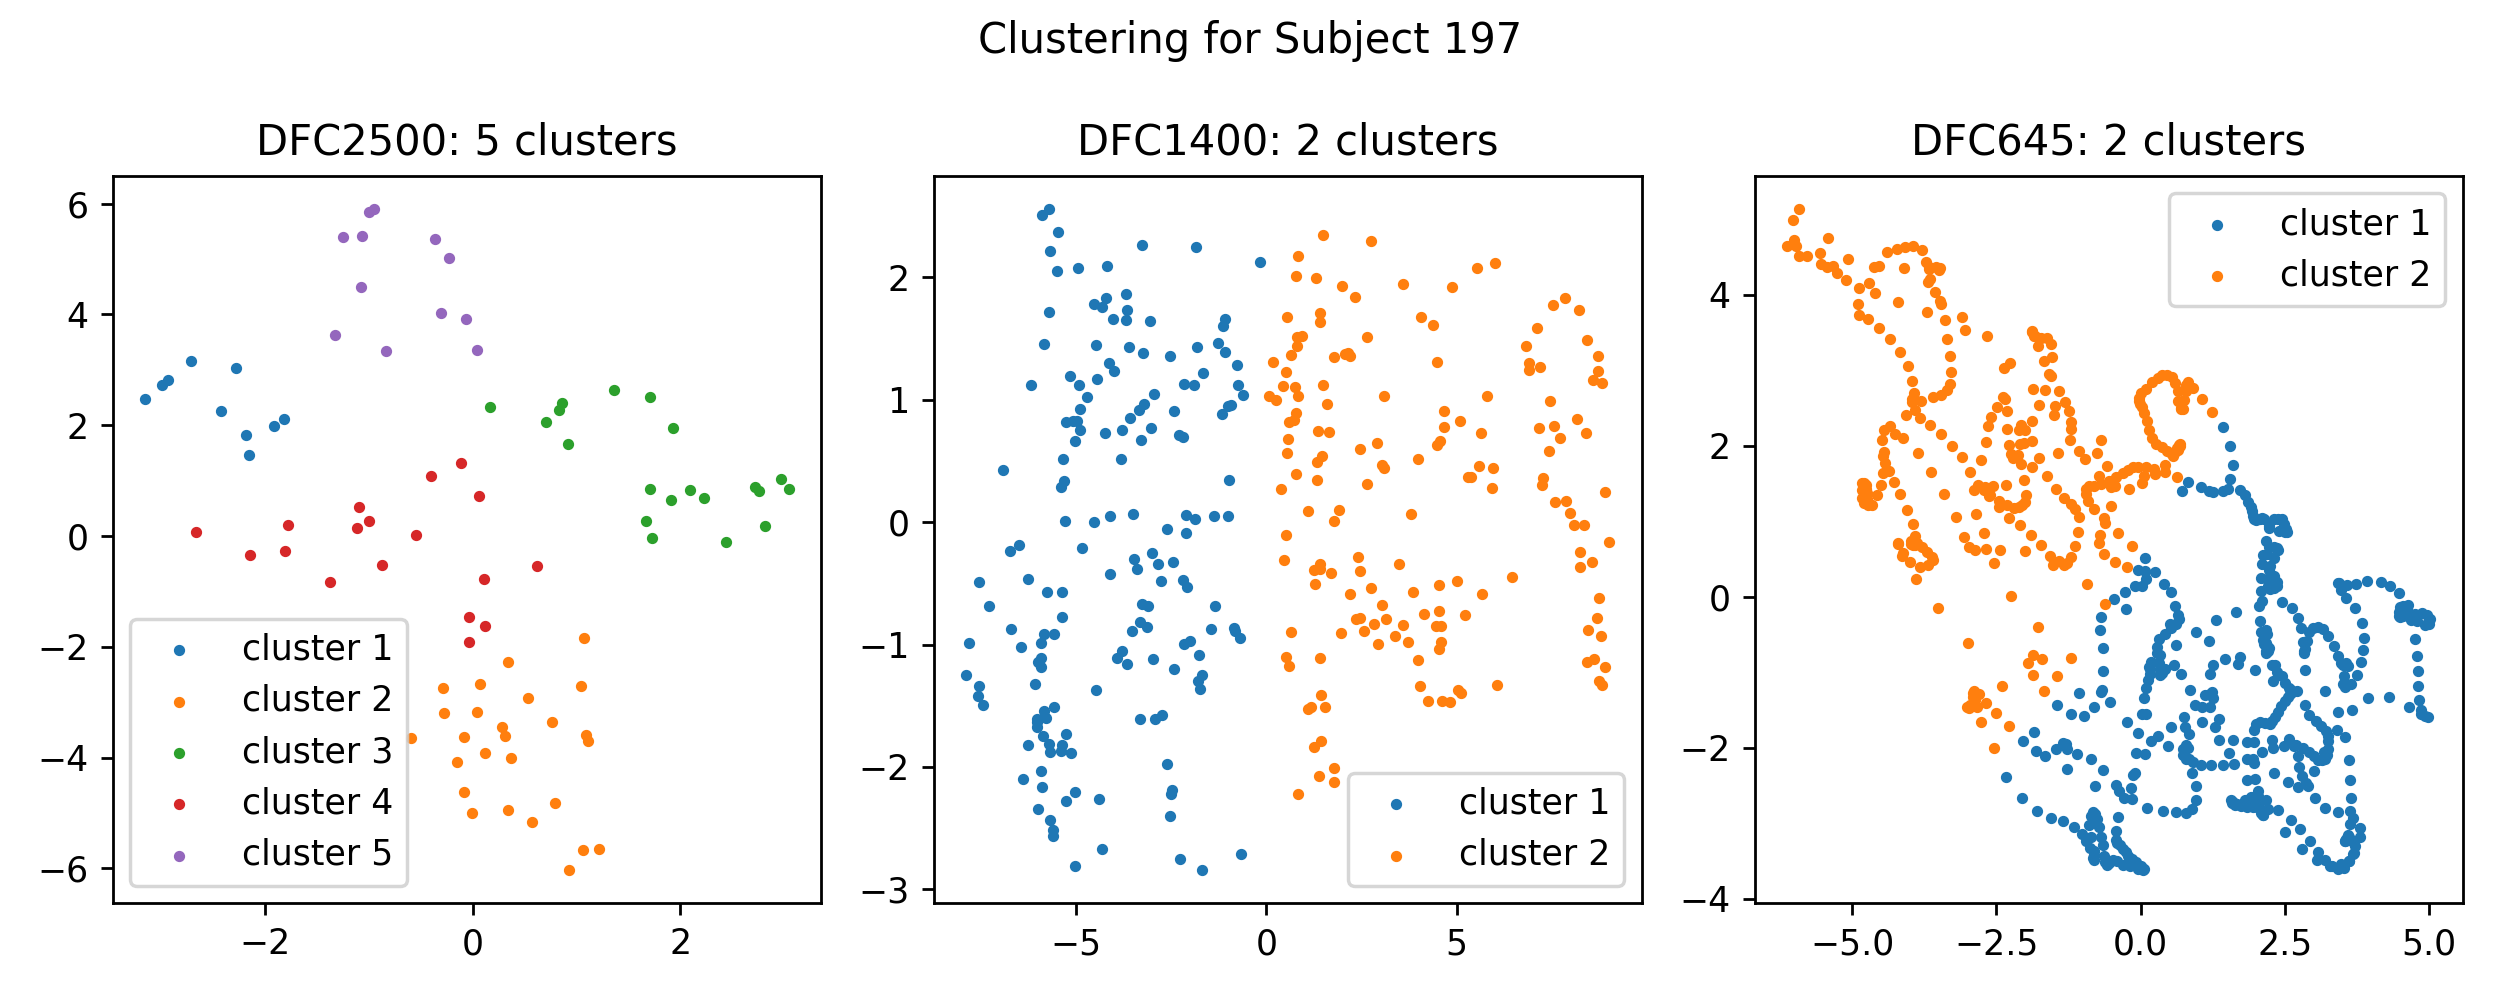 Clustering for Subject 197
DFC2500: 5 clusters
6
4
2
0
−2
−4
−6
−2
0
2
cluster 1
cluster 2
cluster 3
cluster 4
cluster 5
DFC1400: 2 clusters
2
1
0
−1
−2
−3
−5
0
5
cluster 1
cluster 2
DFC645: 2 clusters
4
2
0
−2
−4
−5.0
−2.5
0.0
2.5
5.0
cluster 1
cluster 2